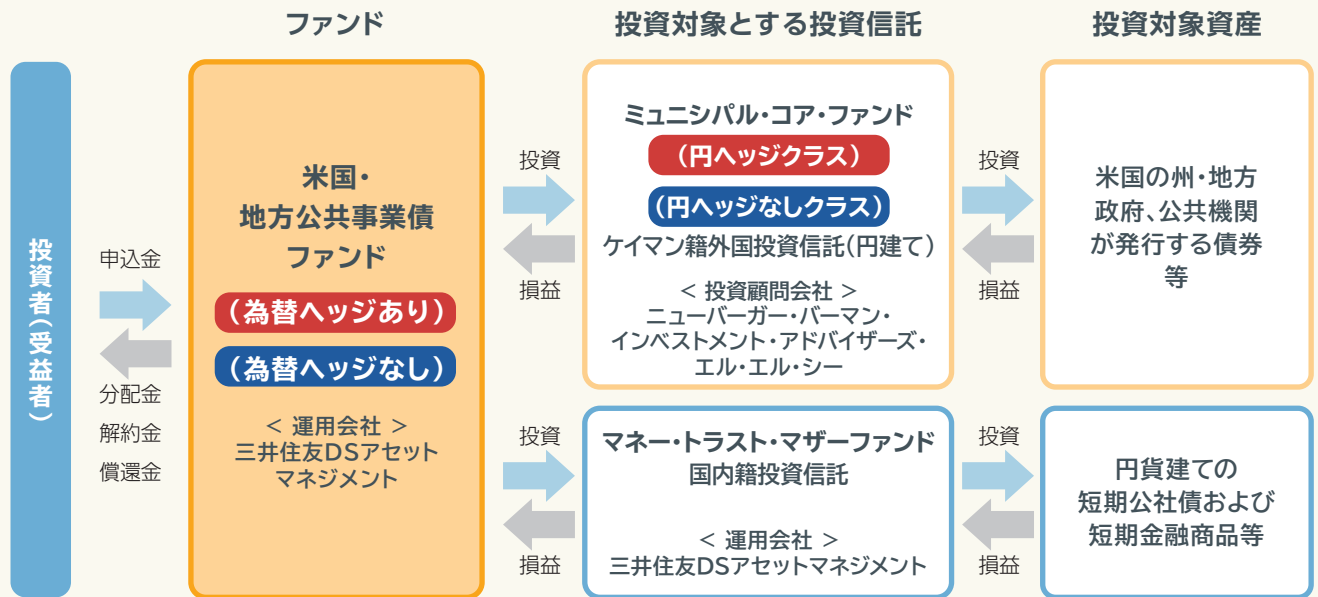 ファンド
投資対象とする投資信託
投資対象資産
投資者(受益者)
申込金
分配金
解約金
償還金
米国・
地方公共事業債
ファンド
(為替ヘッジあり)
(為替ヘッジなし)
< 運用会社 >
三井住友DSアセット
マネジメント
投資
損益
ミュニシパル・コア・ファンド
(円ヘッジクラス)
(円ヘッジなしクラス)
ケイマン籍外国投資信託(円建て)
< 投資顧問会社 >
ニューバーガー・バーマン・
インベストメント・アドバイザーズ・
エル・エル・シー
投資
損益
米国の州・地方
政府、公共機関
が発行する債券
等
投資
損益
マネー・トラスト・マザーファンド
国内籍投資信託
< 運用会社 >
三井住友DSアセットマネジメント
投資
損益
円貨建ての
短期公社債および
短期金融商品等